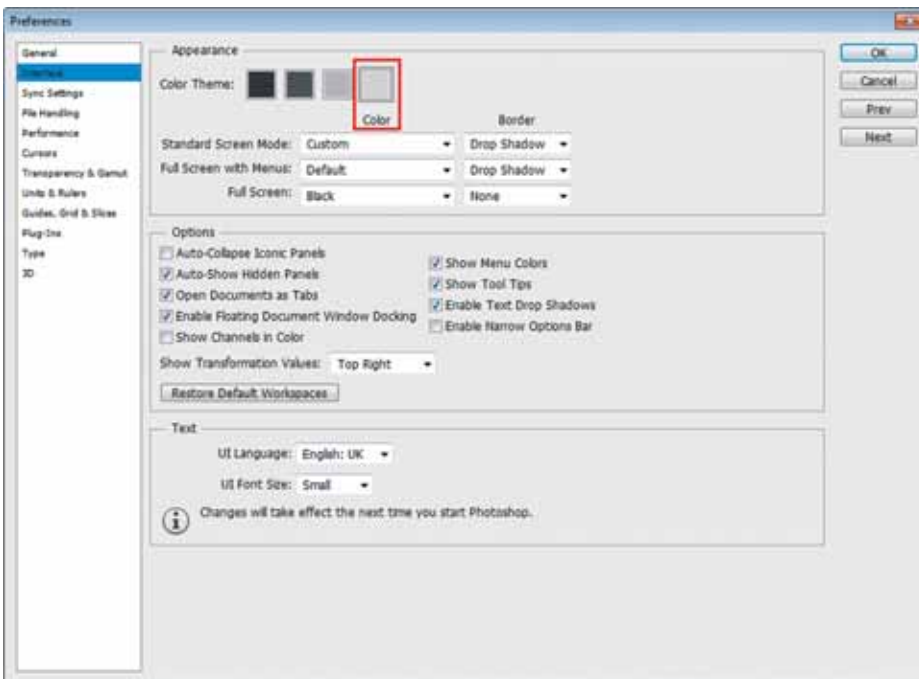 Preferences
General
Interface
Sync Settings
File Handling
Performance
Cursors
Transparency & Gamut
Units & Rulers
Guides, Grid & Slices
Plug-Ins
Type
3D
Appearance
Color Theme:
Color
Border
Standard Screen Mode: Custom Drop Shadow
Full Screen with Menus: Default Drop Shadow
Full Screen: Black None
Options
Auto-Collapse Iconic Panels
Auto-Show Hidden Panels
Open Documents as Tabs
Enable Floating Document Window Docking
Show Channels in Color
Show Menu Colors
Show Tool Tips
Enable Text Drop Shadows
Enable Narrow Options Bar
Show Transformation Values: Top Right
Restore Default Workspaces
Text
UI Language: English: UK
UI Font Size: Small
Changes will take effect the next time you start Photoshop.
OK
Cancel
Prev
Next